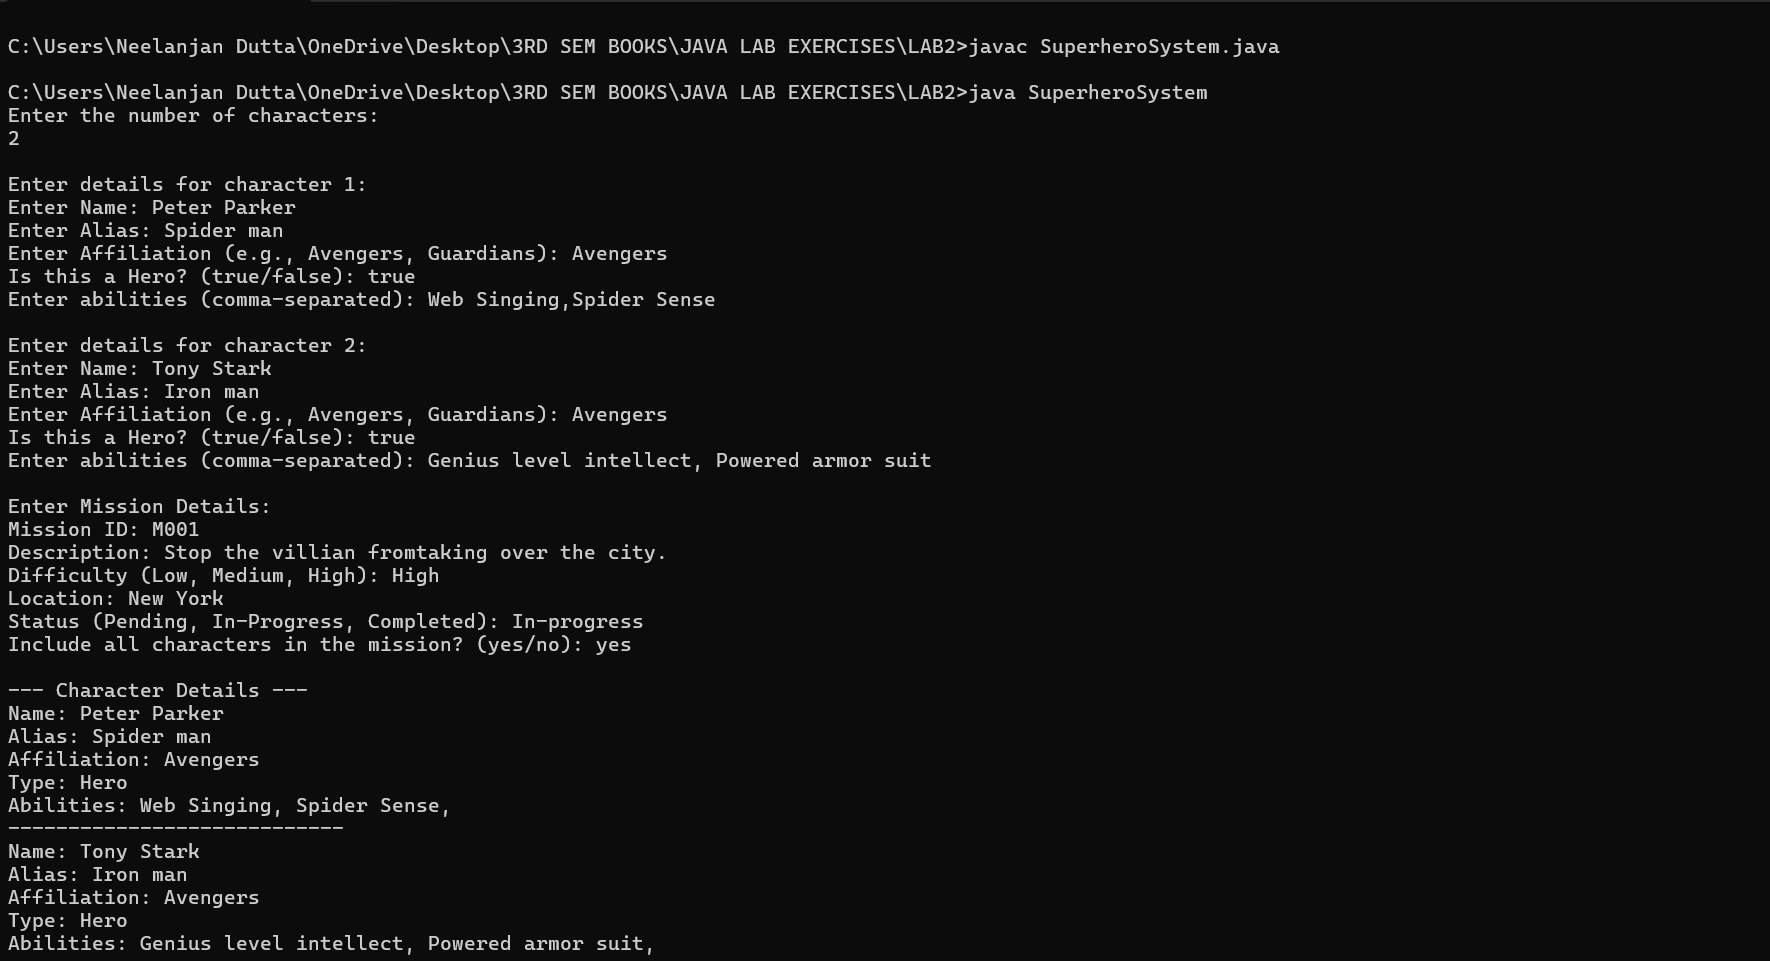 C:\Users\Neelanjan Dutta\OneDrive\Desktop\3RD SEM BOOKS\JAVA LAB EXERCISES\LAB2>javac SuperheroSystem.java
C:\Users\Neelanjan Dutta\OneDrive\Desktop\3RD SEM BOOKS\JAVA LAB EXERCISES\LAB2>java SuperheroSystem
Enter the number of characters:
2
Enter details for character 1:
Enter Name: Peter Parker
Enter Alias: Spider man
Enter Affiliation (e.g., Avengers, Guardians): Avengers
Is this a Hero? (true/false): true
Enter abilities (comma-separated): Web Singing,Spider Sense
Enter details for character 2:
Enter Name: Tony Stark
Enter Alias: Iron man
Enter Affiliation (e.g., Avengers, Guardians): Avengers
Is this a Hero? (true/false): true
Enter abilities (comma-separated): Genius level intellect, Powered armor suit
Enter Mission Details:
Mission ID: M001
Description: Stop the villian fromtaking over the city.
Difficulty (Low, Medium, High): High
Location: New York
Status (Pending, In-Progress, Completed): In-progress
Include all characters in the mission? (yes/no): yes
--- Character Details ---
Name: Peter Parker
Alias: Spider man
Affiliation: Avengers
Type: Hero
Abilities: Web Singing, Spider Sense,
----------------------------
Name: Tony Stark
Alias: Iron man
Affiliation: Avengers
Type: Hero
Abilities: Genius level intellect, Powered armor suit,